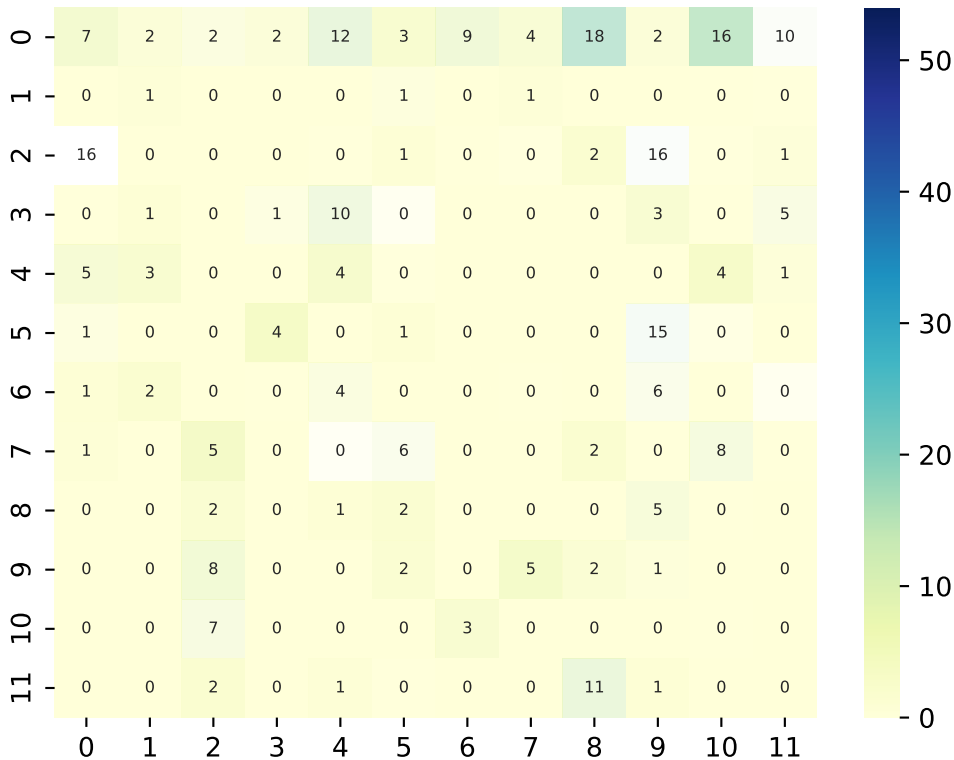 0 7 2 2 2 12 3 9 4 18 2 16 10
1 0 1 0 0 0 1 0 1 0 0 0 0
2 16 0 0 0 0 1 0 0 2 16 0 1
3 0 1 0 1 10 0 0 0 0 3 0 5
4 5 3 0 0 4 0 0 0 0 0 4 1
5 1 0 0 4 0 1 0 0 0 15 0 0
6 1 2 0 0 4 0 0 0 0 6 0 0
7 1 0 5 0 0 6 0 0 2 0 8 0
8 0 0 2 0 1 2 0 0 0 5 0 0
9 0 0 8 0 0 2 0 5 2 1 0 0
10 0 0 7 0 0 0 3 0 0 0 0 0
11 0 0 2 0 1 0 0 0 11 1 0 0
0 1 2 3 4 5 6 7 8 9 10 11
50
40
30
20
10
0